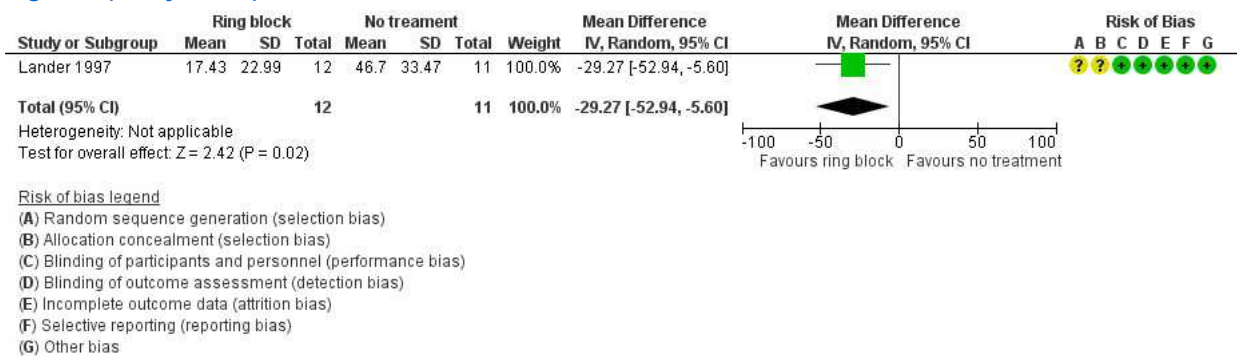 Ring block No treament Mean Difference Mean Difference Risk of Bias
Study or Subgroup Mean SD Total Mean SD Total Weight IV, Random, 95% CI IV, Random, 95% CI A B C D E F G
Lander 1997 17.43 22.99 12 46.7 33.47 11 100.0% -29.27 [-52.94, -5.60] ? ? + + + + +
Total (95% CI) 12 11 100.0% -29.27 [-52.94, -5.60]
Heterogeneity: Not applicable
Test for overall effect: Z = 2.42 (P = 0.02)
-100 -50 0 50 100
Favours ring block Favours no treatment
Risk of bias legend
(A) Random sequence generation (selection bias)
(B) Allocation concealment (selection bias)
(C) Blinding of participants and personnel (performance bias)
(D) Blinding of outcome assessment (detection bias)
(E) Incomplete outcome data (attrition bias)
(F) Selective reporting (reporting bias)
(G) Other bias